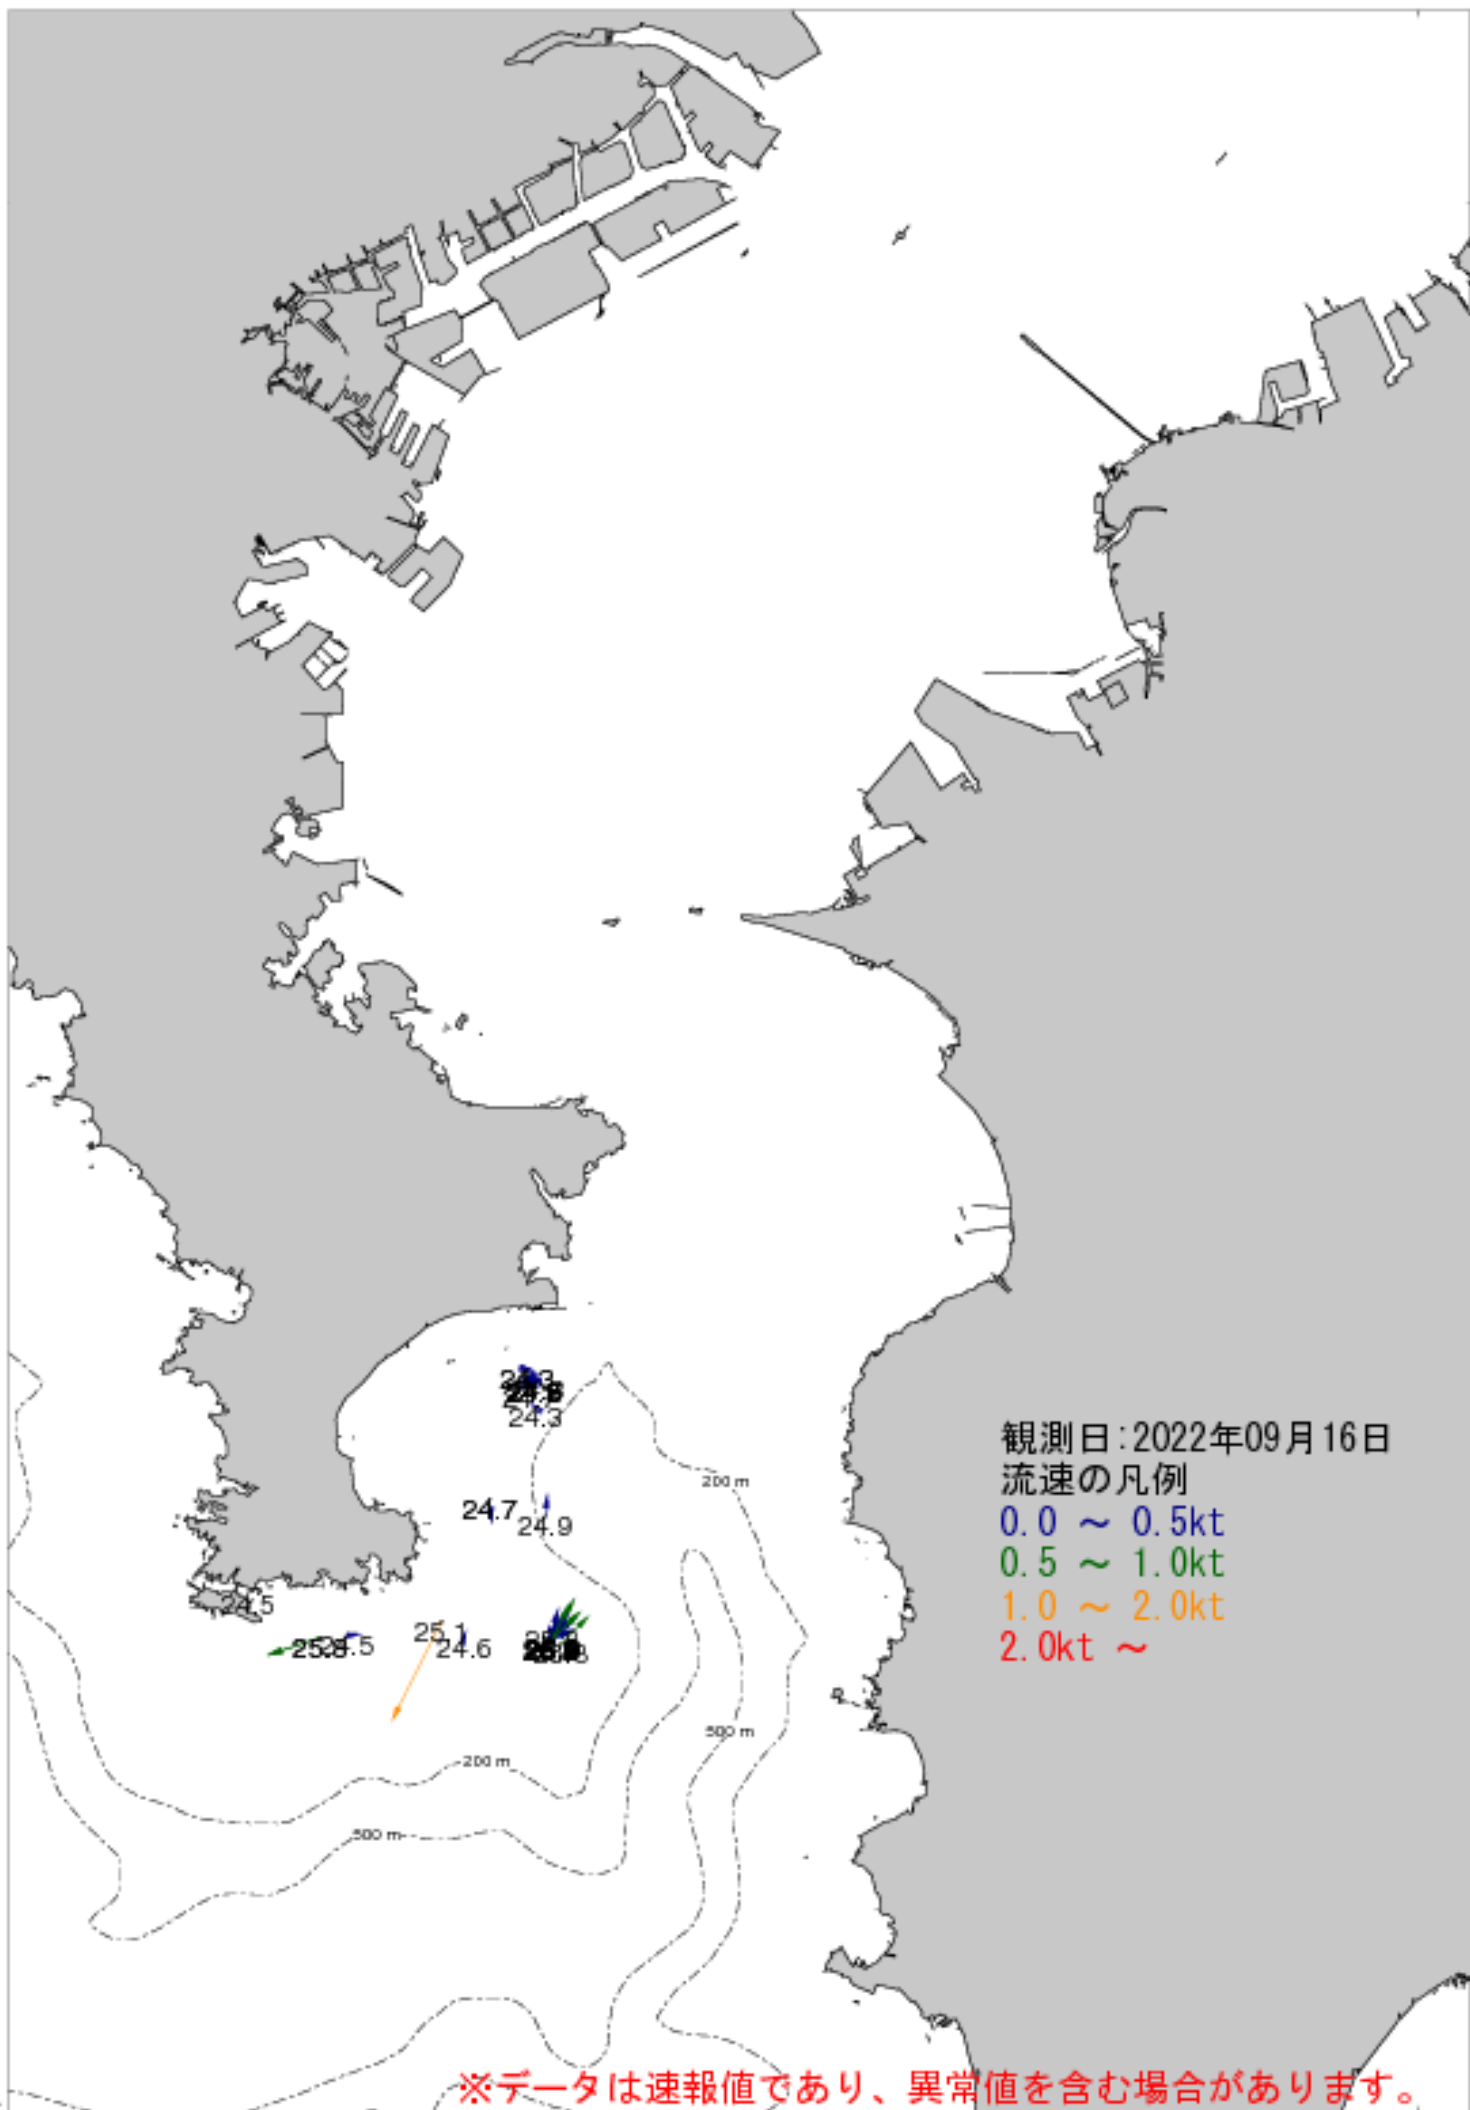 24.3
24.3
24.7
24.9
200 m
観測日:2022年09月16日
流速の凡例
0.0 ~ 0.5kt
0.5 ~ 1.0kt
1.0 ~ 2.0kt
2.0kt ~
25.1
24.6
25.8
500 m
200 m
500 m
※データは速報値であり、異常値を含む場合があります。